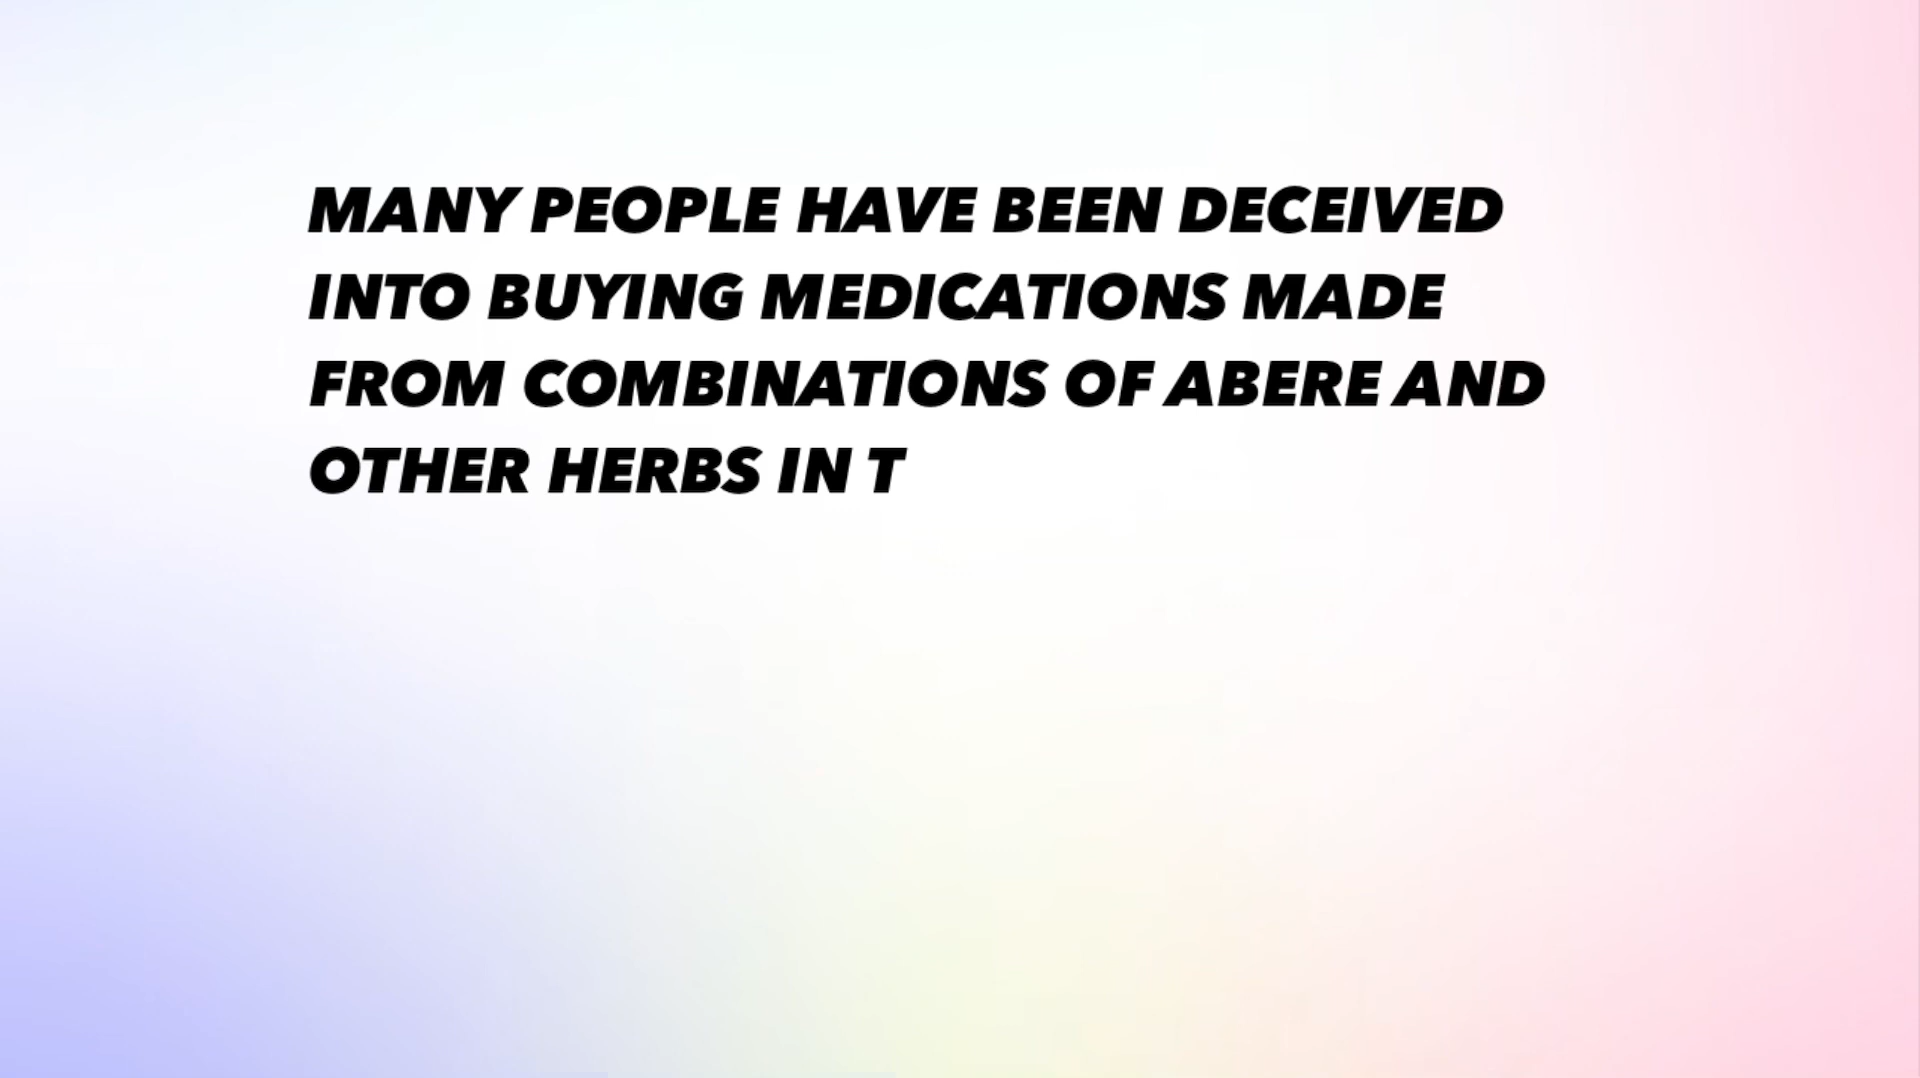 MANY PEOPLE HAVE BEEN DECEIVED
INTO BUYING MEDICATIONS MADE
FROM COMBINATIONS OF ABERE AND
OTHER HERBS IN T